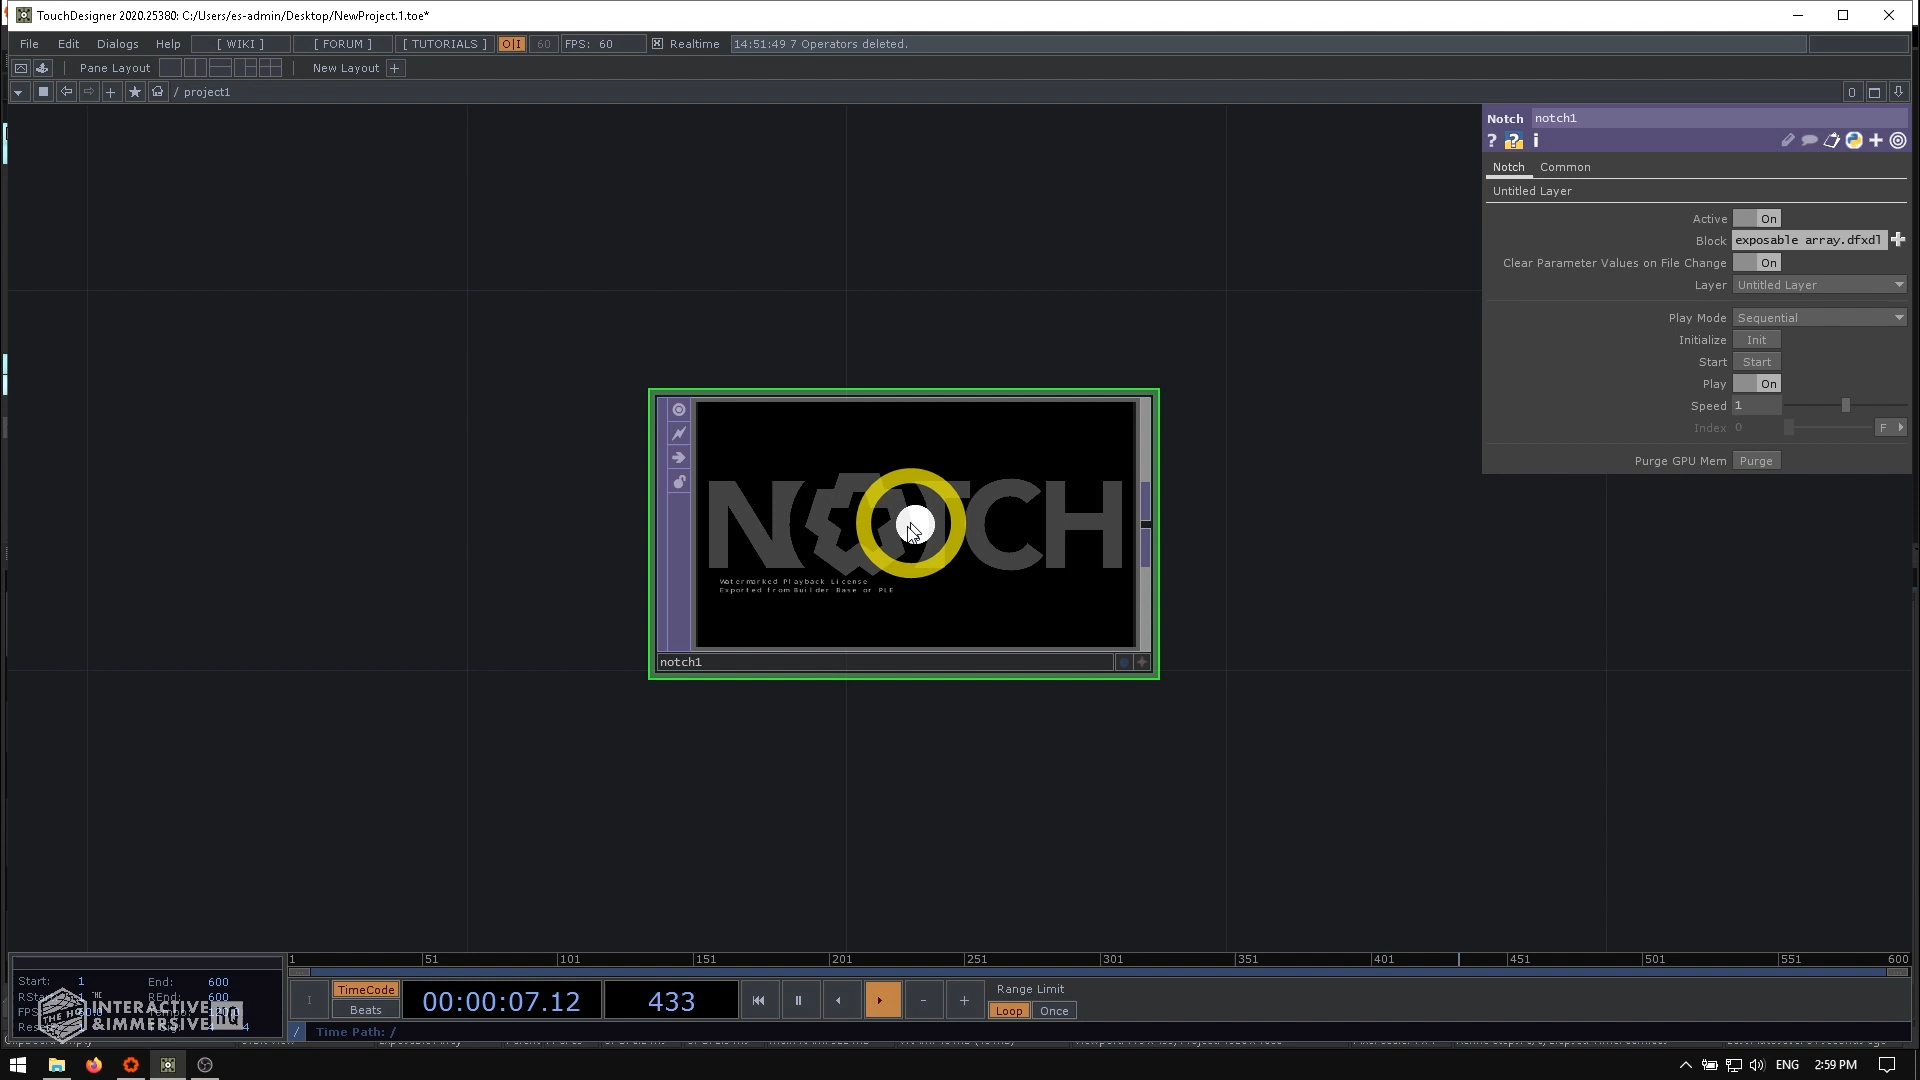 TouchDesigner 2020.25380: C:/Users/es-admin/Desktop/NewProject.1.toe*
File Edit Dialogs Help [ WIKI ] [ FORUM ] [ TUTORIALS ] O|I 60 FPS: 60 Realtime 14:51:49 7 Operators deleted.
Pane Layout New Layout +
/ project1
0
Notch notch1
Notch Common
Untitled Layer
Active On
Block exposable array.dfxdl
Clear Parameter Values on File Change On
Layer Untitled Layer
Play Mode Sequential
Initialize Init
Start Start
Play On
Speed 1
Index 0 F
Purge GPU Mem Purge
NOTCH
Watermarked Playback License
Exported from Builder Base or PLE
notch1
1 51 101 151 201 251 301 351 401 451 501 551 600
Start: 1 End: 600
REnd: 600
THE HQ THE INTERACTIVE & IMMERSIVE HQ
TimeCode
Beats
00:00:07.12 433
Range Limit
Loop Once
/ Time Path: /
ENG 2:59 PM